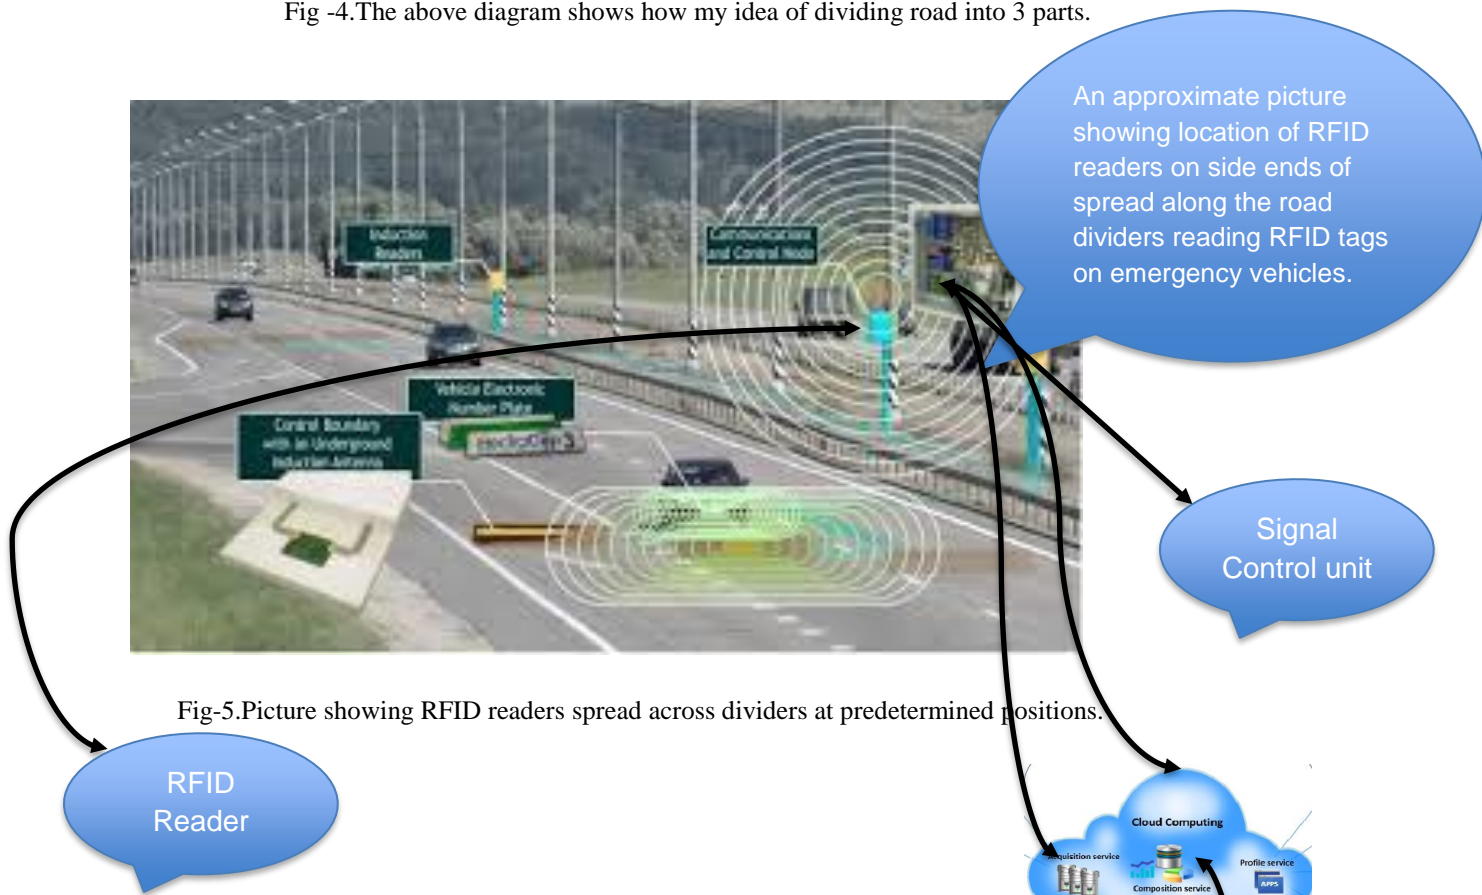 Fig -4.The above diagram shows how my idea of dividing road into 3 parts.
An approximate picture
showing location of RFID
readers on side ends of
spread along the road
dividers reading RFID tags
on emergency vehicles.
Induction
Readers
Communications
and Control Node
Vehicle Electronic
Number Plate
Control Boundary
with an Underground
Induction Antenna
Signal
Control unit
Fig-5.Picture showing RFID readers spread across dividers at predetermined positions.
RFID
Reader
Cloud Computing
Acquisition service
Profile service
APPS
Composition service